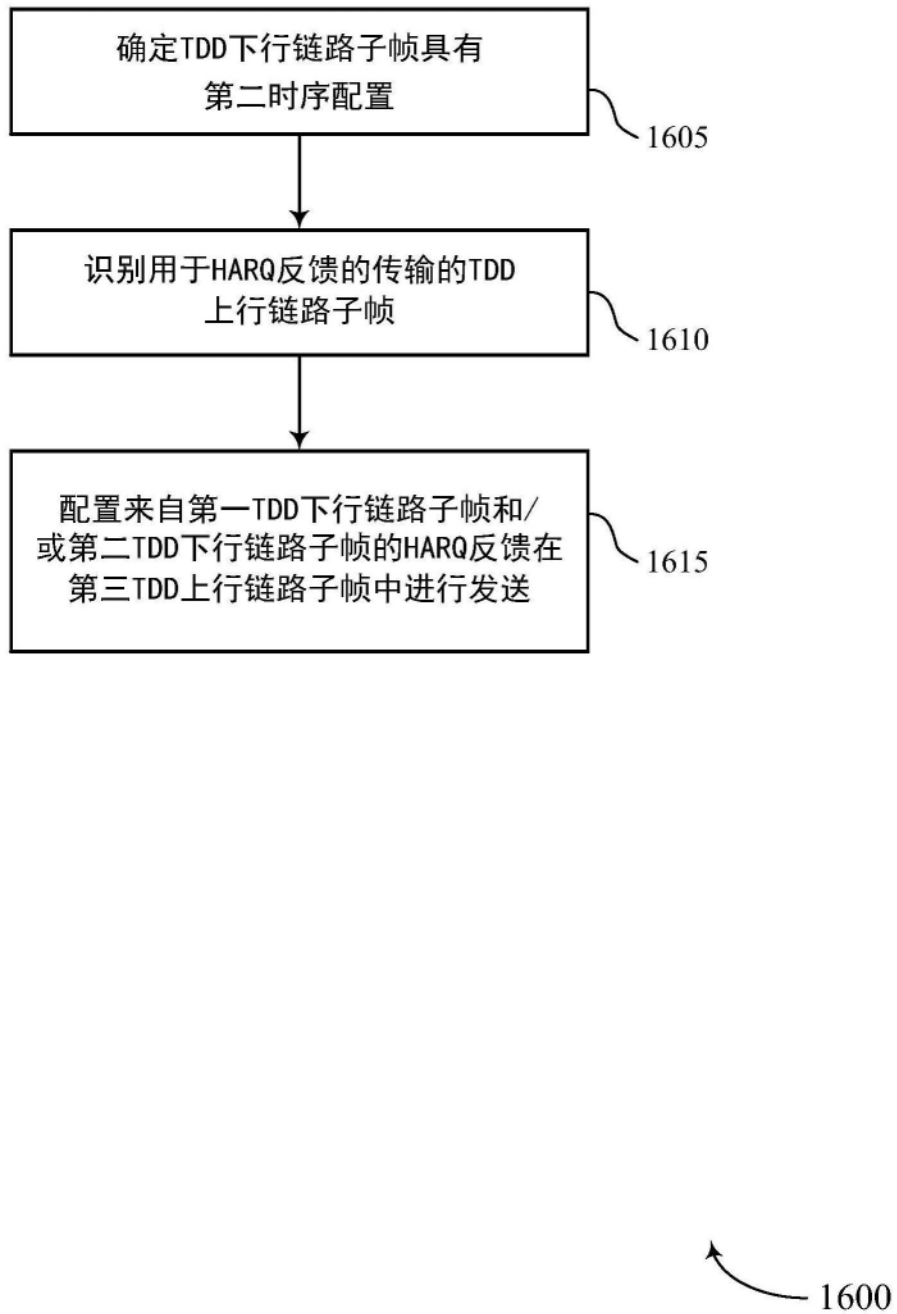 确定TDD下行链路子帧具有
第二时序配置
1605
识别用于HARQ反馈的传输的TDD
上行链路子帧
1610
配置来自第一TDD下行链路子帧和/
或第二TDD下行链路子帧的HARQ反馈在
第三TDD上行链路子帧中进行发送
1615
1600